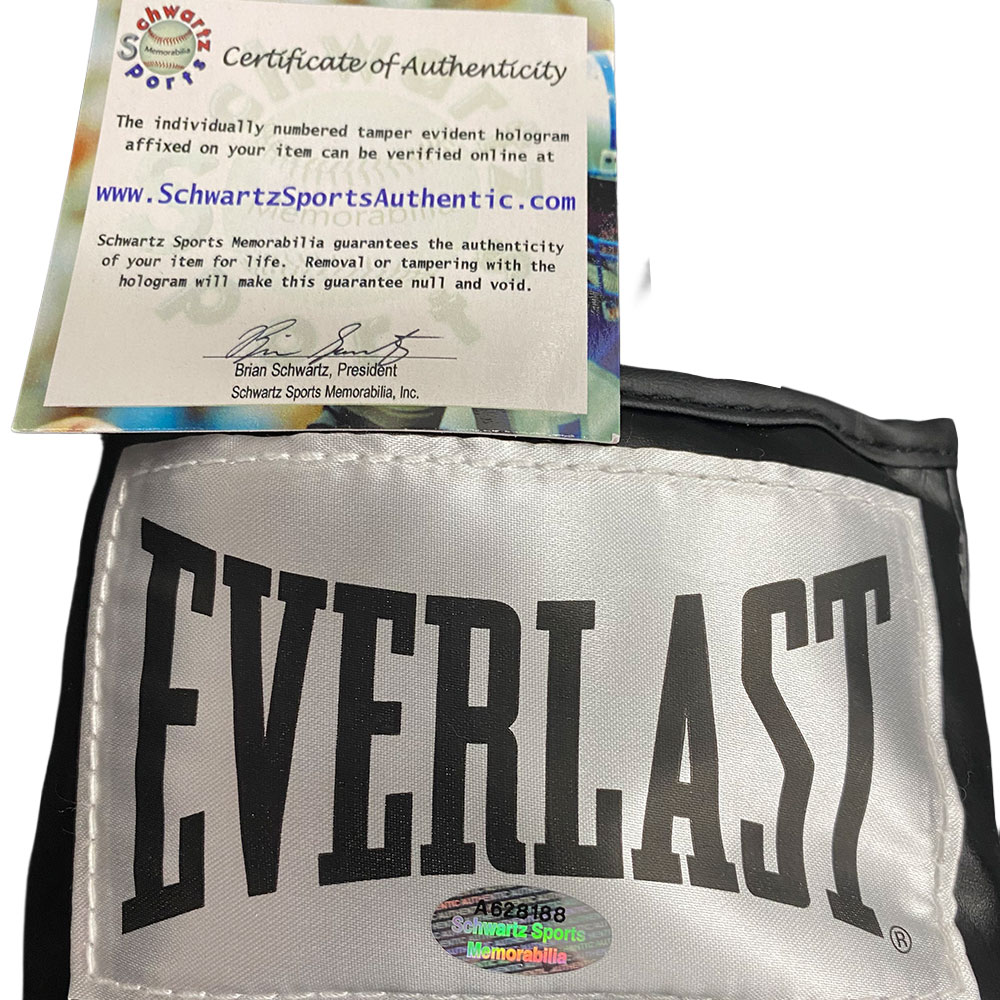 Schwartz
Sports
Memorabilia
Certificate of Authenticity
The individually numbered tamper evident hologram
affixed on your item can be verified online at
www.SchwartzSportsAuthentic.com
Schwartz Sports Memorabilia guarantees the authenticity
of your item for life. Removal or tampering with the
hologram will make this guarantee null and void.
Brian Schwartz, President
Schwartz Sports Memorabilia, Inc.
EVERLAST
®
A628188
Schwartz Sports
Memorabilia